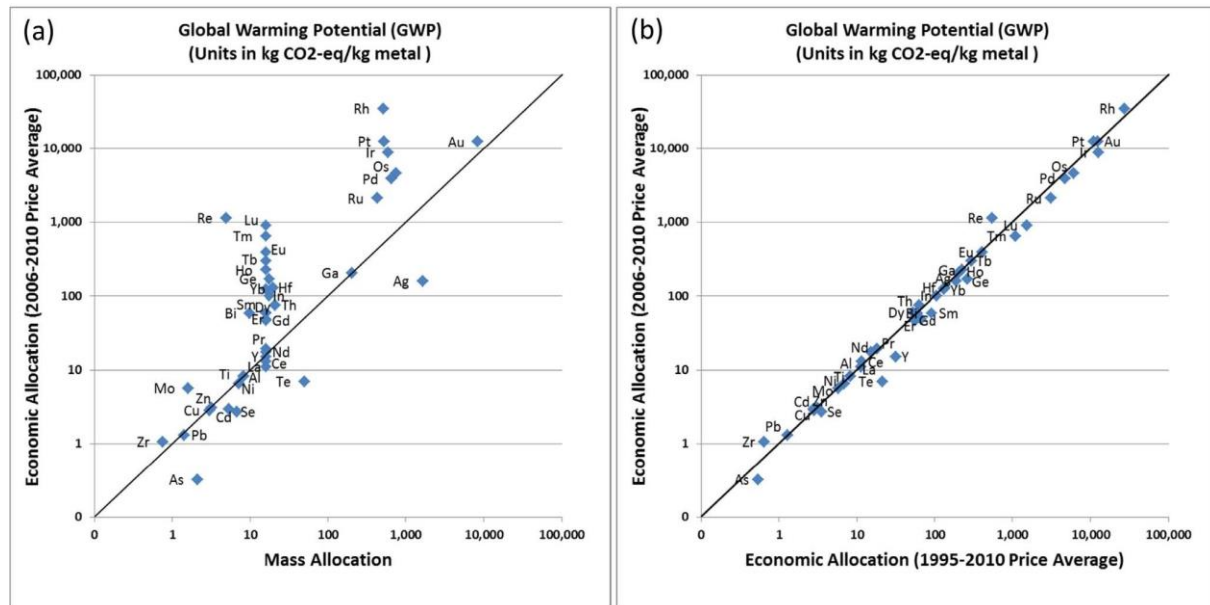 (a)
Global Warming Potential (GWP)
(Units in kg CO2-eq/kg metal )
Economic Allocation (2006-2010 Price Average)
100,000
10,000
1,000
100
10
1
0
Rh
Pt
Au
Ir
Os
Pd
Ru
Re
Lu
Tm
Eu
Tb
Ho
Ga
Ge
Ag
Hf
Yb
In
Sm
Dy
Th
Bi
Er
Gd
Pr
Nd
Y
Ce
La
Ti
Al
Te
Mo
Ni
Zn
Cu
Cd
Se
Zr
Pb
As
0 1 10 100 1,000 10,000 100,000
Mass Allocation
(b)
Global Warming Potential (GWP)
(Units in kg CO2-eq/kg metal )
Economic Allocation (2006-2010 Price Average)
100,000
10,000
1,000
100
10
1
0
Rh
Pt
Au
Ir
Os
Pd
Ru
Re
Lu
Tm
Eu
Tb
Ga
Ho
Ag
Ge
Hf
Yb
In
Th
Dy
Sm
Er
Gd
Nd
Pr
Y
Al
Ce
La
Ti
Ni
Te
Mo
Cd
Cu
Se
Pb
Zr
As
0 1 10 100 1,000 10,000 100,000
Economic Allocation (1995-2010 Price Average)